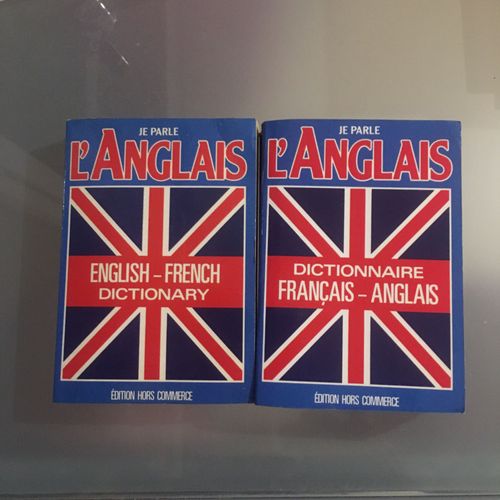 JE PARLE
L'ANGLAIS
ENGLISH - FRENCH
DICTIONARY
ÉDITION HORS COMMERCE
JE PARLE
L'ANGLAIS
DICTIONNAIRE
FRANÇAIS - ANGLAIS
ÉDITION HORS COMMERCE